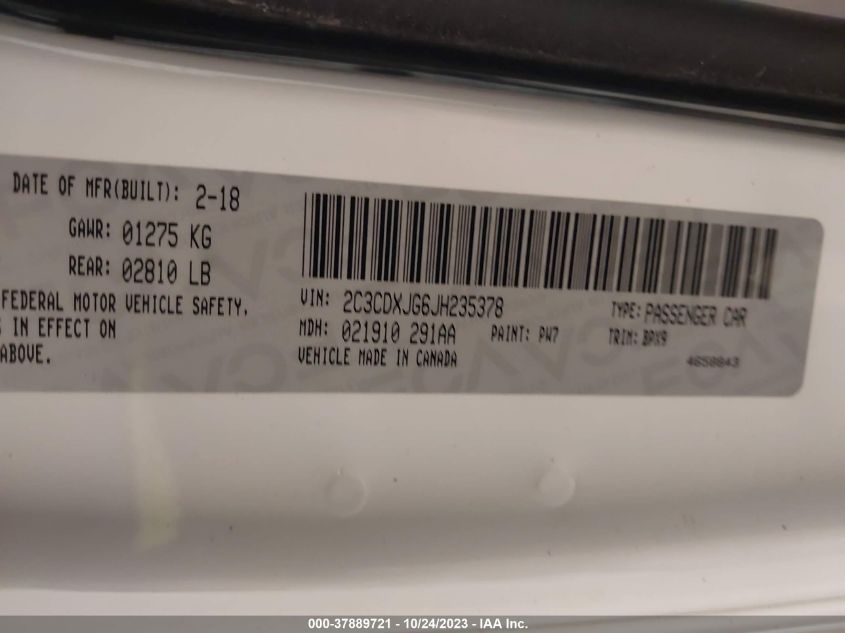 DATE OF MFR(BUILT): 2-18
GAWR: 01275 KG
REAR: 02810 LB
FEDERAL MOTOR VEHICLE SAFETY,
IN EFFECT ON
ABOVE.
VIN: 2C3CDXJG6JH235378
TYPE: PASSENGER CAR
MDH: 021910 291AA PAINT: PW7 TRIM: BPX9
VEHICLE MADE IN CANADA
4658843
000-37889721 - 10/24/2023 - IAA Inc.